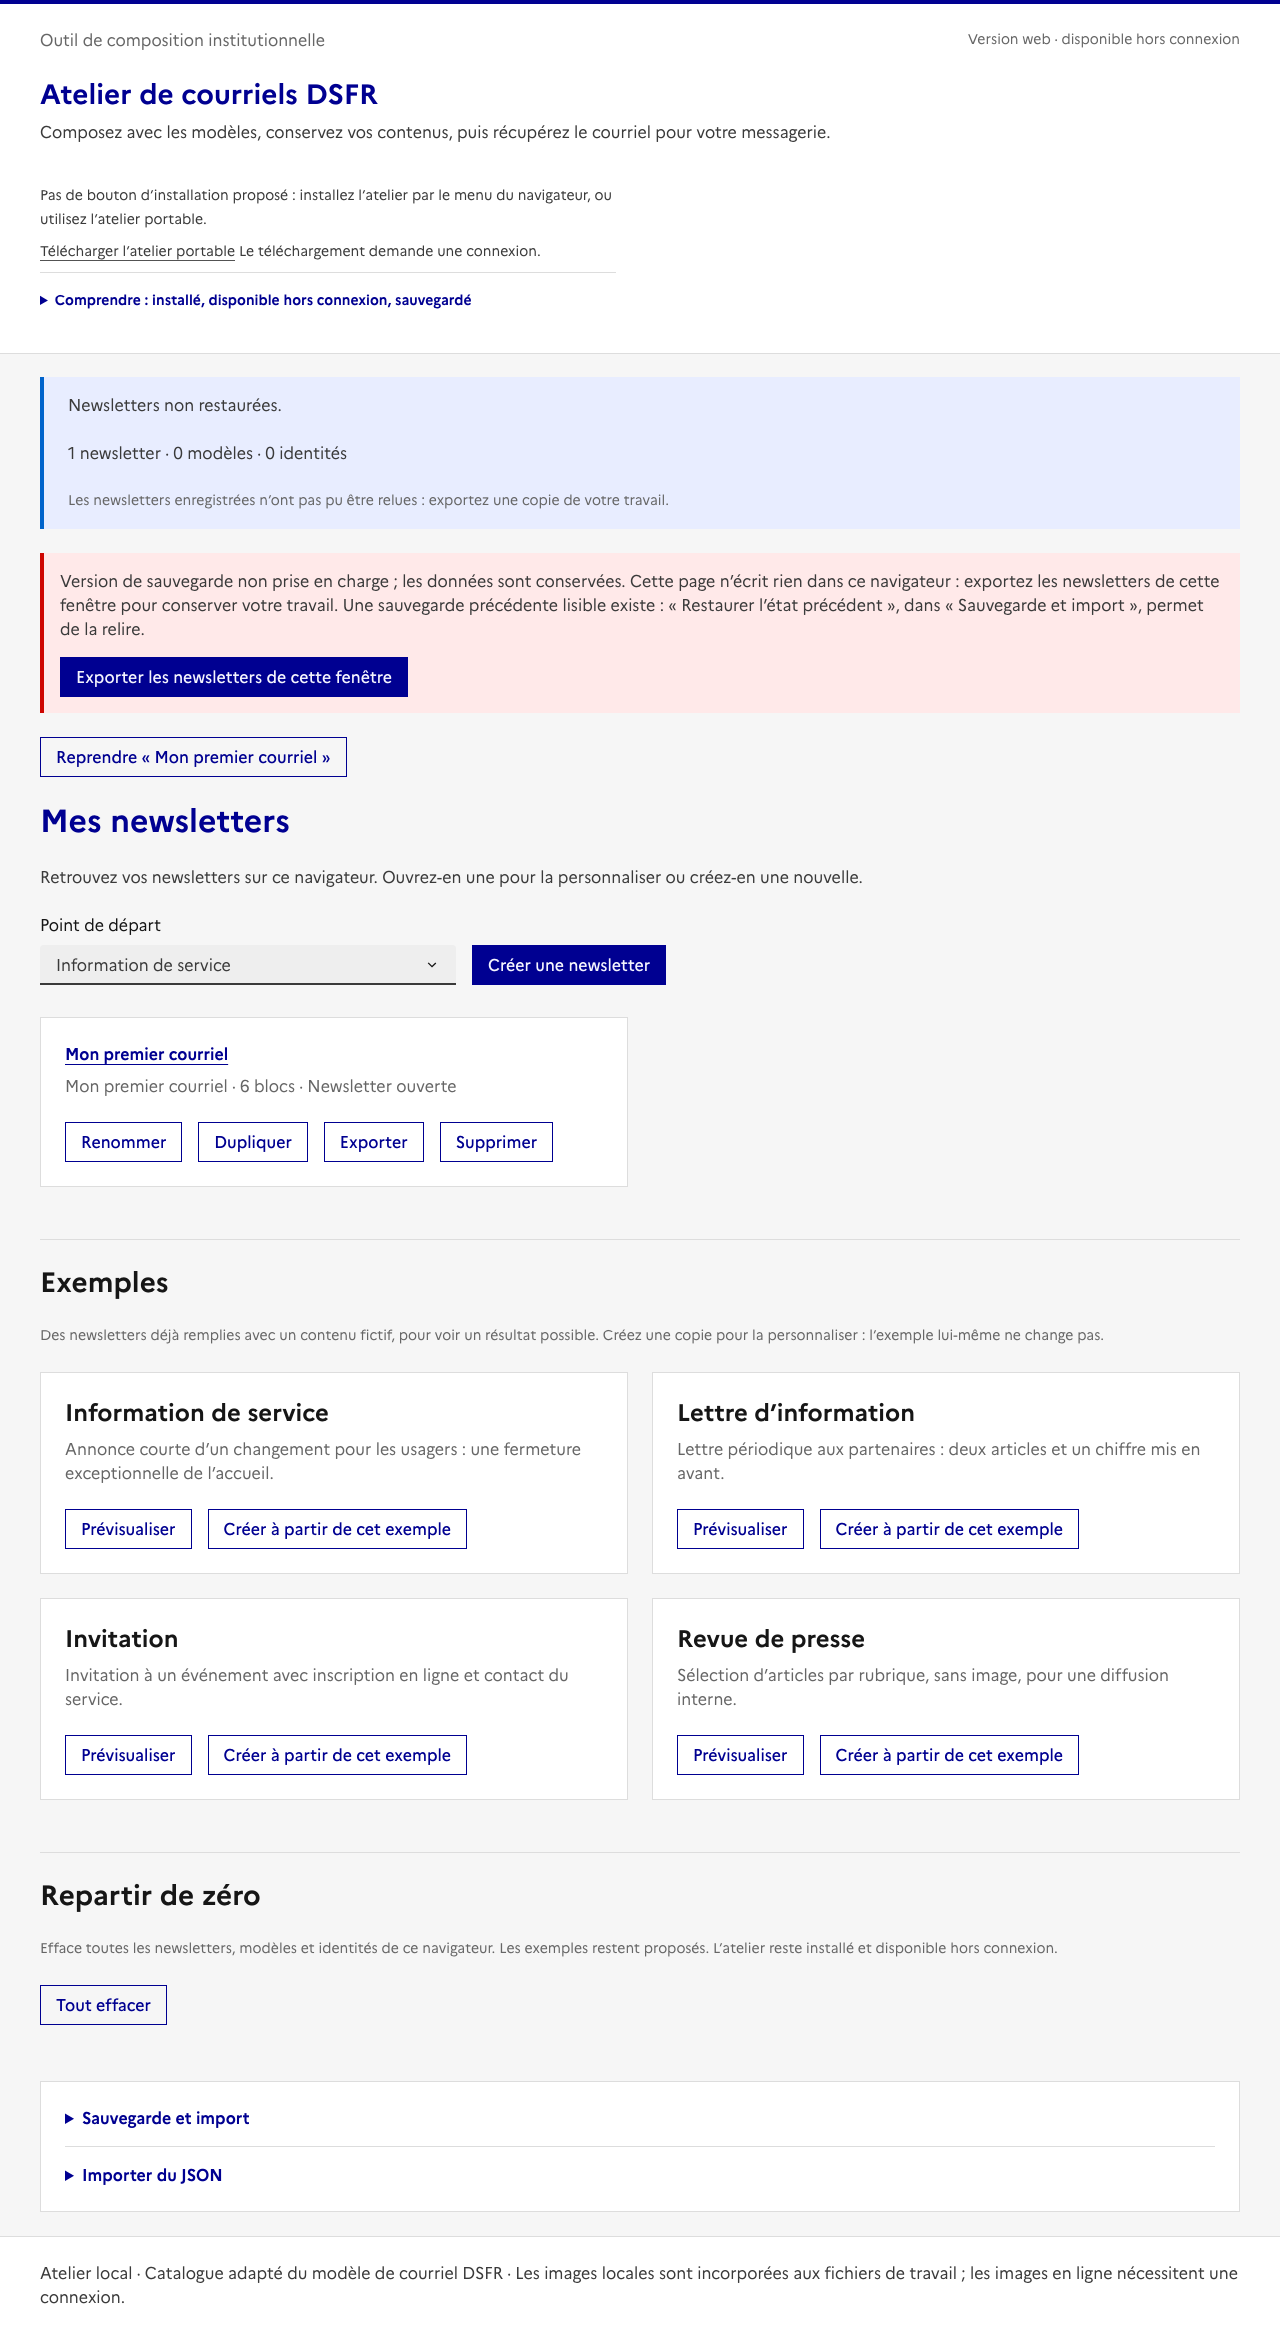 Outil de composition institutionnelle
Version web · disponible hors connexion
Atelier de courriels DSFR
Composez avec les modèles, conservez vos contenus, puis récupérez le courriel pour votre messagerie.
Pas de bouton d’installation proposé : installez l’atelier par le menu du navigateur, ou
utilisez l’atelier portable.
Télécharger l’atelier portable Le téléchargement demande une connexion.
Comprendre : installé, disponible hors connexion, sauvegardé
Newsletters non restaurées.
1 newsletter · 0 modèles · 0 identités
Les newsletters enregistrées n’ont pas pu être relues : exportez une copie de votre travail.
Version de sauvegarde non prise en charge ; les données sont conservées. Cette page n’écrit rien dans ce navigateur : exportez les newsletters de cette
fenêtre pour conserver votre travail. Une sauvegarde précédente lisible existe : « Restaurer l’état précédent », dans « Sauvegarde et import », permet
de la relire.
Exporter les newsletters de cette fenêtre
Reprendre « Mon premier courriel »
Mes newsletters
Retrouvez vos newsletters sur ce navigateur. Ouvrez-en une pour la personnaliser ou créez-en une nouvelle.
Point de départ
Information de service
Créer une newsletter
Mon premier courriel
Mon premier courriel · 6 blocs · Newsletter ouverte
Renommer
Dupliquer
Exporter
Supprimer
Exemples
Des newsletters déjà remplies avec un contenu fictif, pour voir un résultat possible. Créez une copie pour la personnaliser : l’exemple lui-même ne change pas.
Information de service
Annonce courte d’un changement pour les usagers : une fermeture
exceptionnelle de l’accueil.
Prévisualiser
Créer à partir de cet exemple
Lettre d’information
Lettre périodique aux partenaires : deux articles et un chiffre mis en
avant.
Prévisualiser
Créer à partir de cet exemple
Invitation
Invitation à un événement avec inscription en ligne et contact du
service.
Prévisualiser
Créer à partir de cet exemple
Revue de presse
Sélection d’articles par rubrique, sans image, pour une diffusion
interne.
Prévisualiser
Créer à partir de cet exemple
Repartir de zéro
Efface toutes les newsletters, modèles et identités de ce navigateur. Les exemples restent proposés. L’atelier reste installé et disponible hors connexion.
Tout effacer
Sauvegarde et import
Importer du JSON
Atelier local · Catalogue adapté du modèle de courriel DSFR · Les images locales sont incorporées aux fichiers de travail ; les images en ligne nécessitent une
connexion.